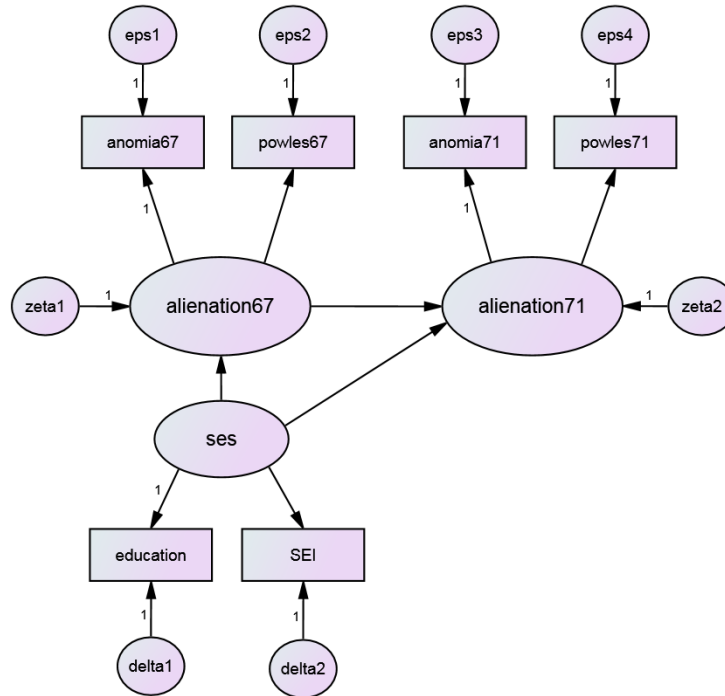 eps1
eps2
eps3
eps4
1
1
1
1
anomia67
powles67
anomia71
powles71
1
1
zeta1
1
alienation67
alienation71
1
zeta2
ses
1
education
SEI
1
1
delta1
delta2